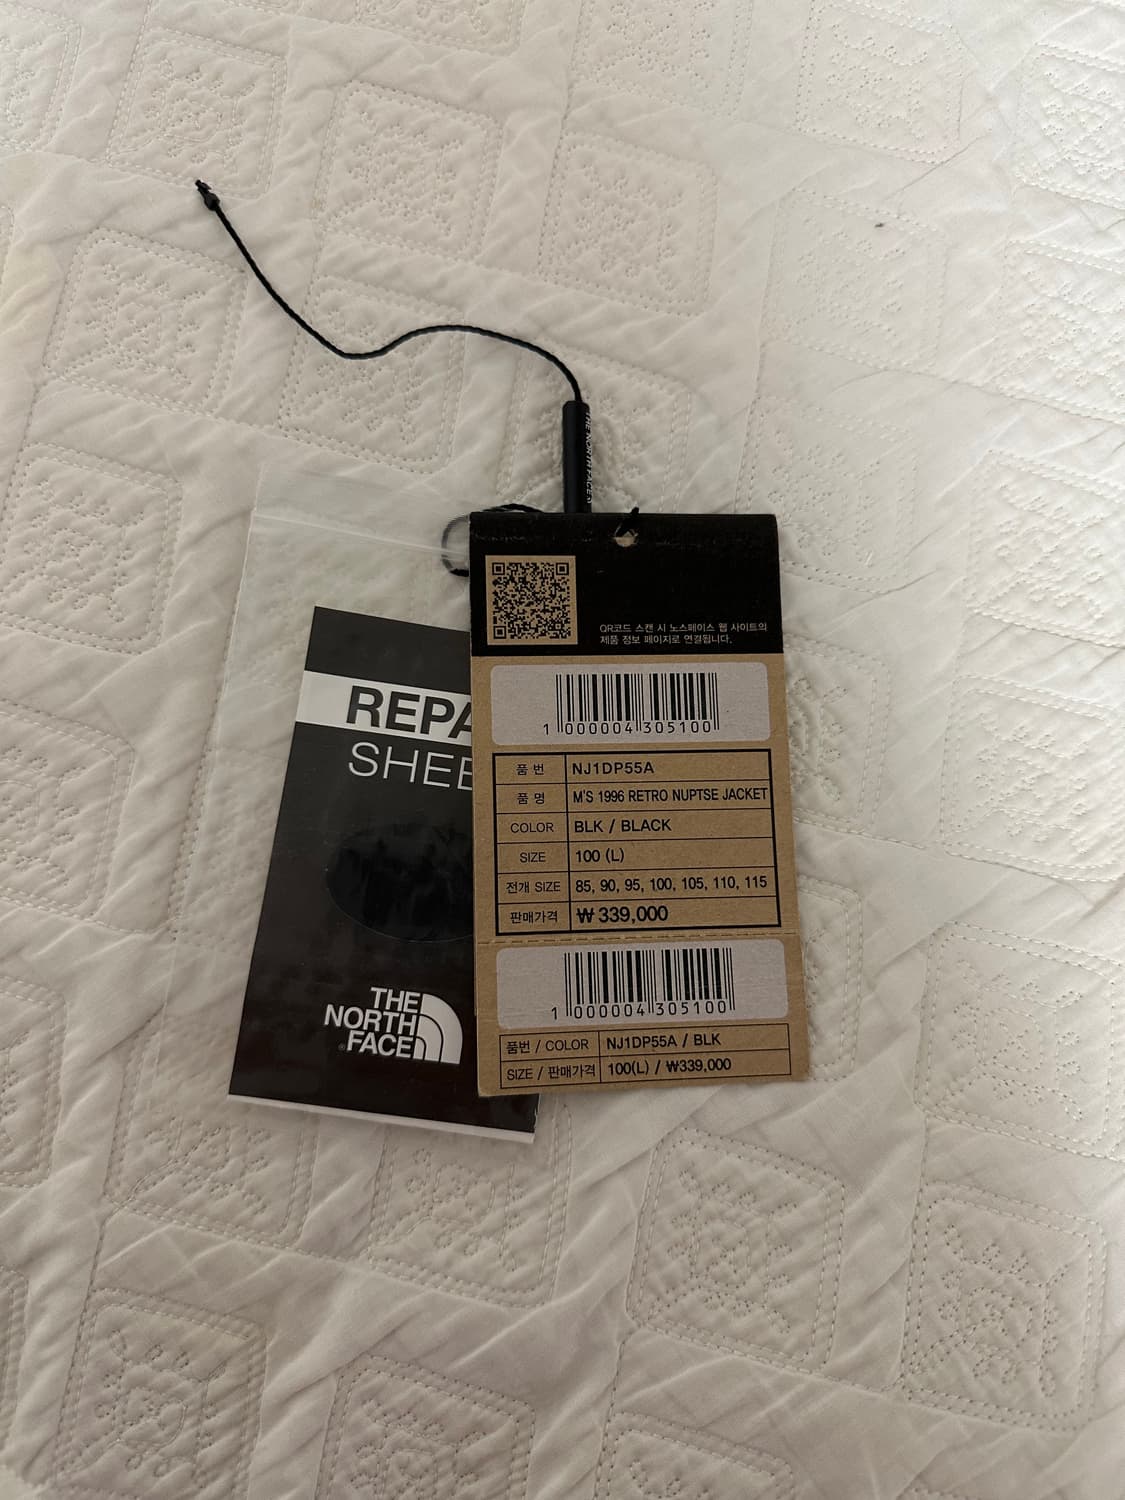 THE NORTH FACE
QR코드 스캔 시 노스페이스 웹 사이트의
제품 정보 페이지로 연결됩니다.
1 000004 305100
품 번 NJ1DP55A
품 명 M'S 1996 RETRO NUPTSE JACKET
COLOR BLK / BLACK
SIZE 100 (L)
전개 SIZE 85, 90, 95, 100, 105, 110, 115
판매가격 ₩339,000
1 000004 305100
품번 / COLOR NJ1DP55A / BLK
SIZE / 판매가격 100(L) / ₩339,000
REPA
SHEE
THE
NORTH
FACE